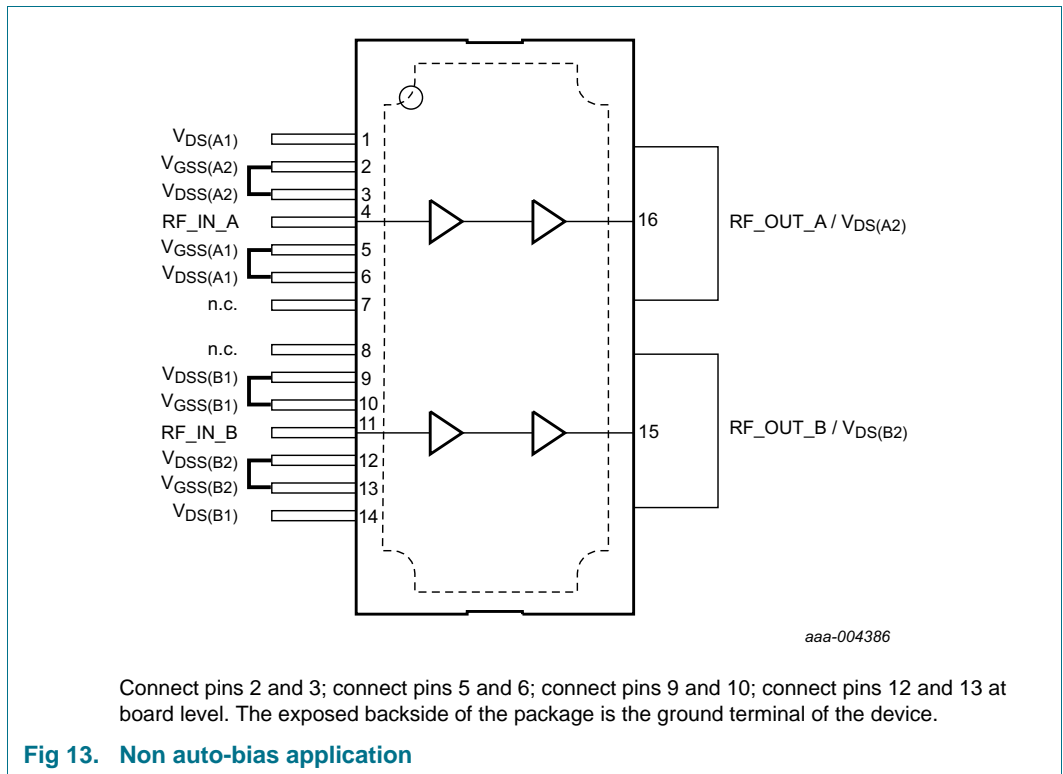 V_DS(A1) 1
V_GSS(A2) 2
V_DSS(A2) 3
RF_IN_A 4
V_GSS(A1) 5
V_DSS(A1) 6
n.c. 7
n.c. 8
V_DSS(B1) 9
V_GSS(B1) 10
RF_IN_B 11
V_DSS(B2) 12
V_GSS(B2) 13
V_DS(B1) 14
16 RF_OUT_A / V_DS(A2)
15 RF_OUT_B / V_DS(B2)
aaa-004386
Connect pins 2 and 3; connect pins 5 and 6; connect pins 9 and 10; connect pins 12 and 13 at
board level. The exposed backside of the package is the ground terminal of the device.
Fig 13. Non auto-bias application